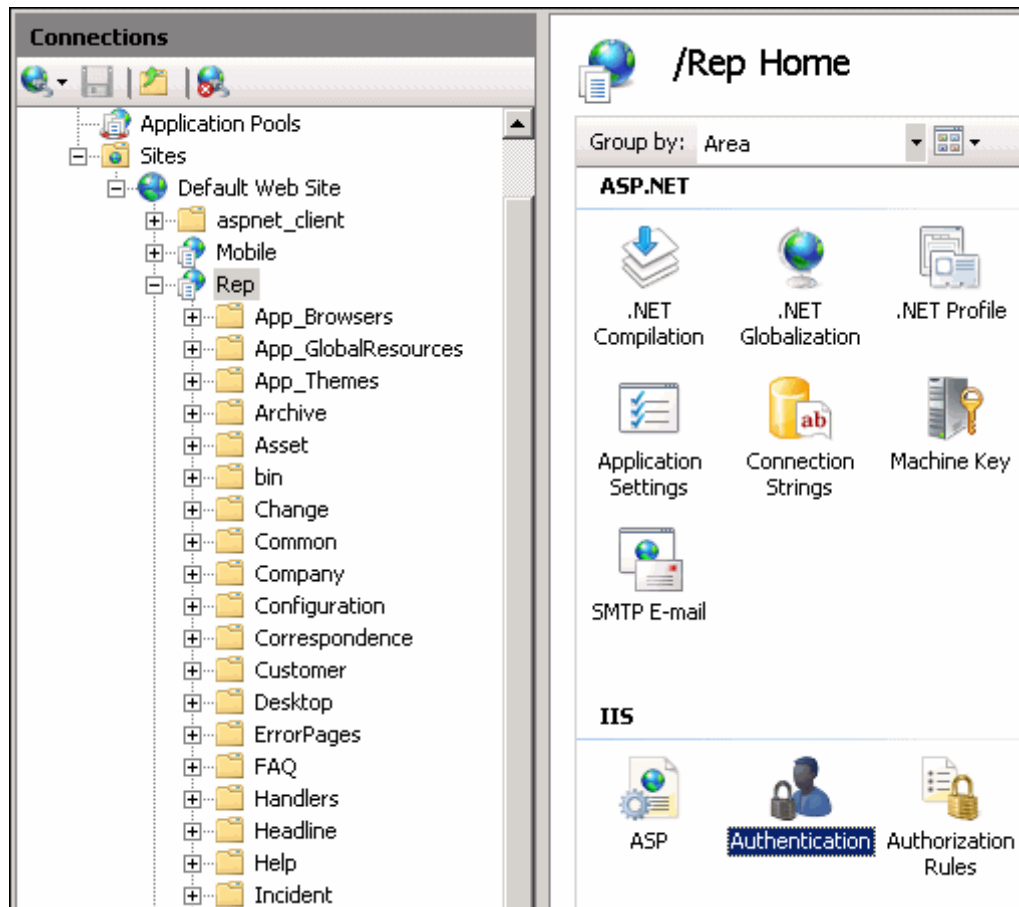 Connections
Application Pools
Sites
Default Web Site
aspnet_client
Mobile
Rep
App_Browsers
App_GlobalResources
App_Themes
Archive
Asset
bin
Change
Common
Company
Configuration
Correspondence
Customer
Desktop
ErrorPages
FAQ
Handlers
Headline
Help
Incident
/Rep Home
Group by: Area
ASP.NET
.NET
Compilation
.NET
Globalization
.NET Profile
Application
Settings
Connection
Strings
ab
Machine Key
SMTP E-mail
IIS
ASP
Authentication
Authorization
Rules